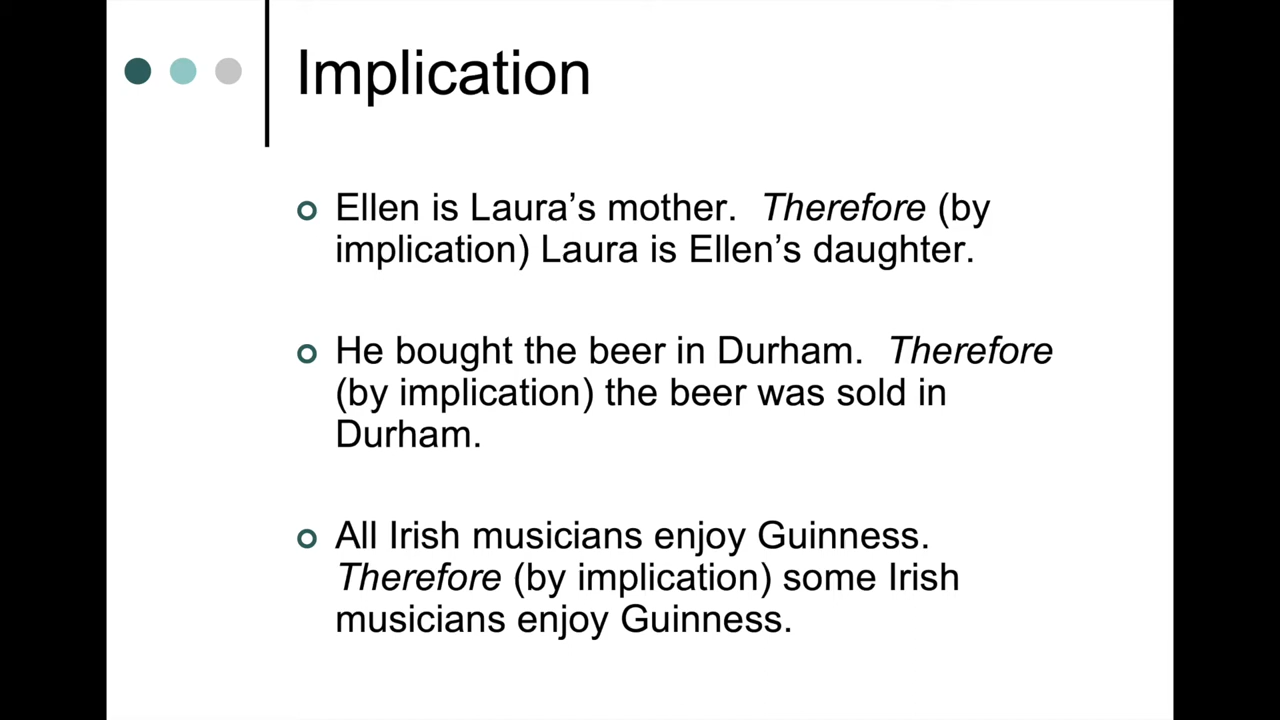 Implication
Ellen is Laura’s mother.  Therefore (by
implication) Laura is Ellen’s daughter.
He bought the beer in Durham.  Therefore
(by implication) the beer was sold in
Durham.
All Irish musicians enjoy Guinness.
Therefore (by implication) some Irish
musicians enjoy Guinness.